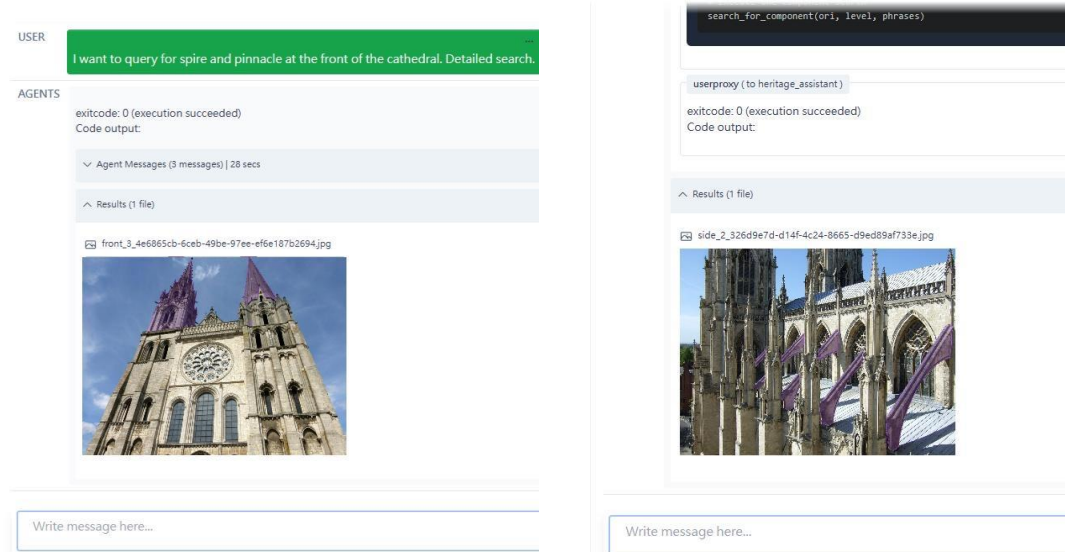 USER
...
I want to query for spire and pinnacle at the front of the cathedral. Detailed search.
AGENTS
exitcode: 0 (execution succeeded)
Code output:
Agent Messages (3 messages) | 28 secs
Results (1 file)
front_3_4e6865cb-6ceb-49be-97ee-ef6e187b2694.jpg
Write message here...
search_for_component(ori, level, phrases)
userproxy ( to heritage_assistant )
exitcode: 0 (execution succeeded)
Code output:
Results (1 file)
side_2_326d9e7d-d14f-4c24-8665-d9ed89af733e.jpg
Write message here...